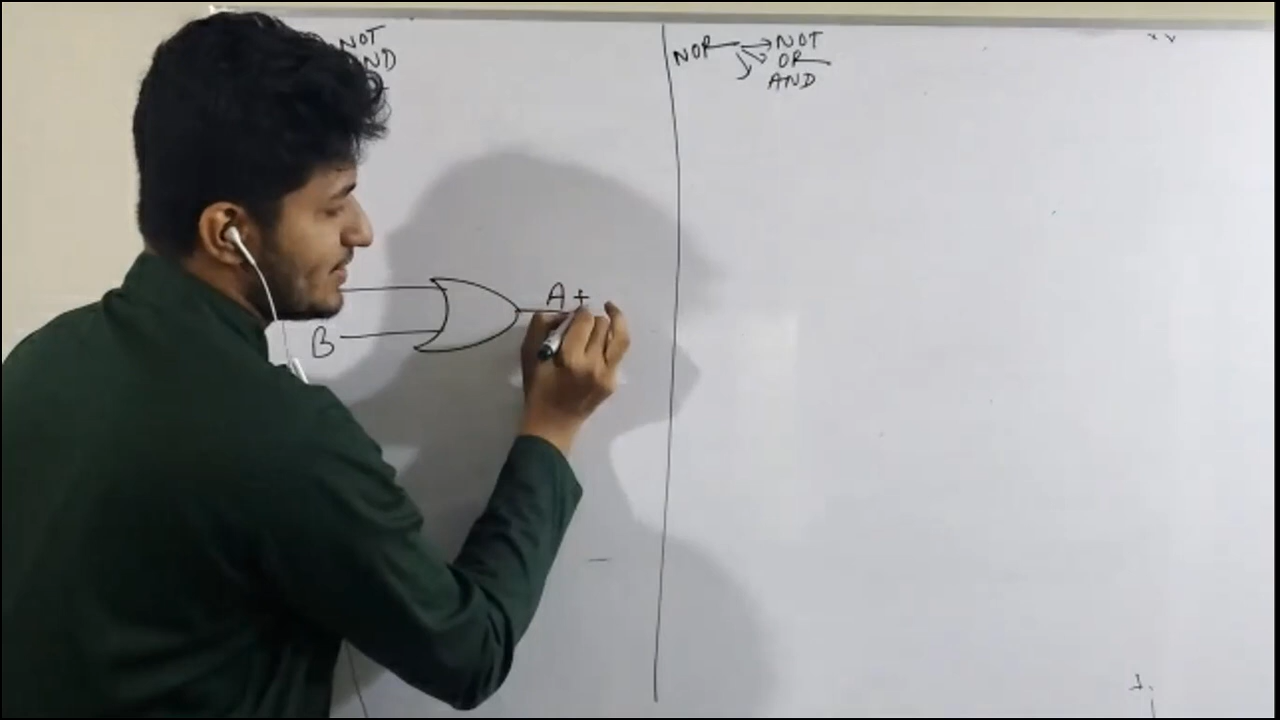 NOT
AND
NOR → NOT
OR
AND
A +
B